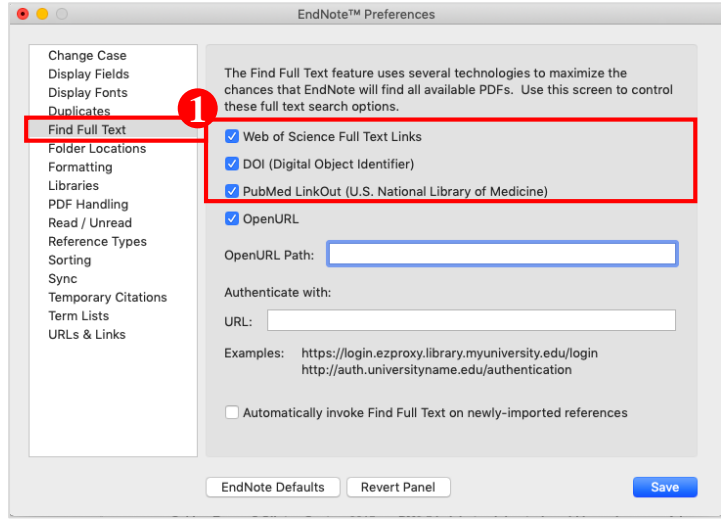 EndNote™ Preferences
Change Case
Display Fields
Display Fonts
Duplicates
Find Full Text
Folder Locations
Formatting
Libraries
PDF Handling
Read / Unread
Reference Types
Sorting
Sync
Temporary Citations
Term Lists
URLs & Links
The Find Full Text feature uses several technologies to maximize the
chances that EndNote will find all available PDFs.  Use this screen to control
these full text search options.
1
Web of Science Full Text Links
DOI (Digital Object Identifier)
PubMed LinkOut (U.S. National Library of Medicine)
OpenURL
OpenURL Path:
Authenticate with:
URL:
Examples: https://login.ezproxy.library.myuniversity.edu/login
http://auth.universityname.edu/authentication
Automatically invoke Find Full Text on newly-imported references
EndNote Defaults
Revert Panel
Save